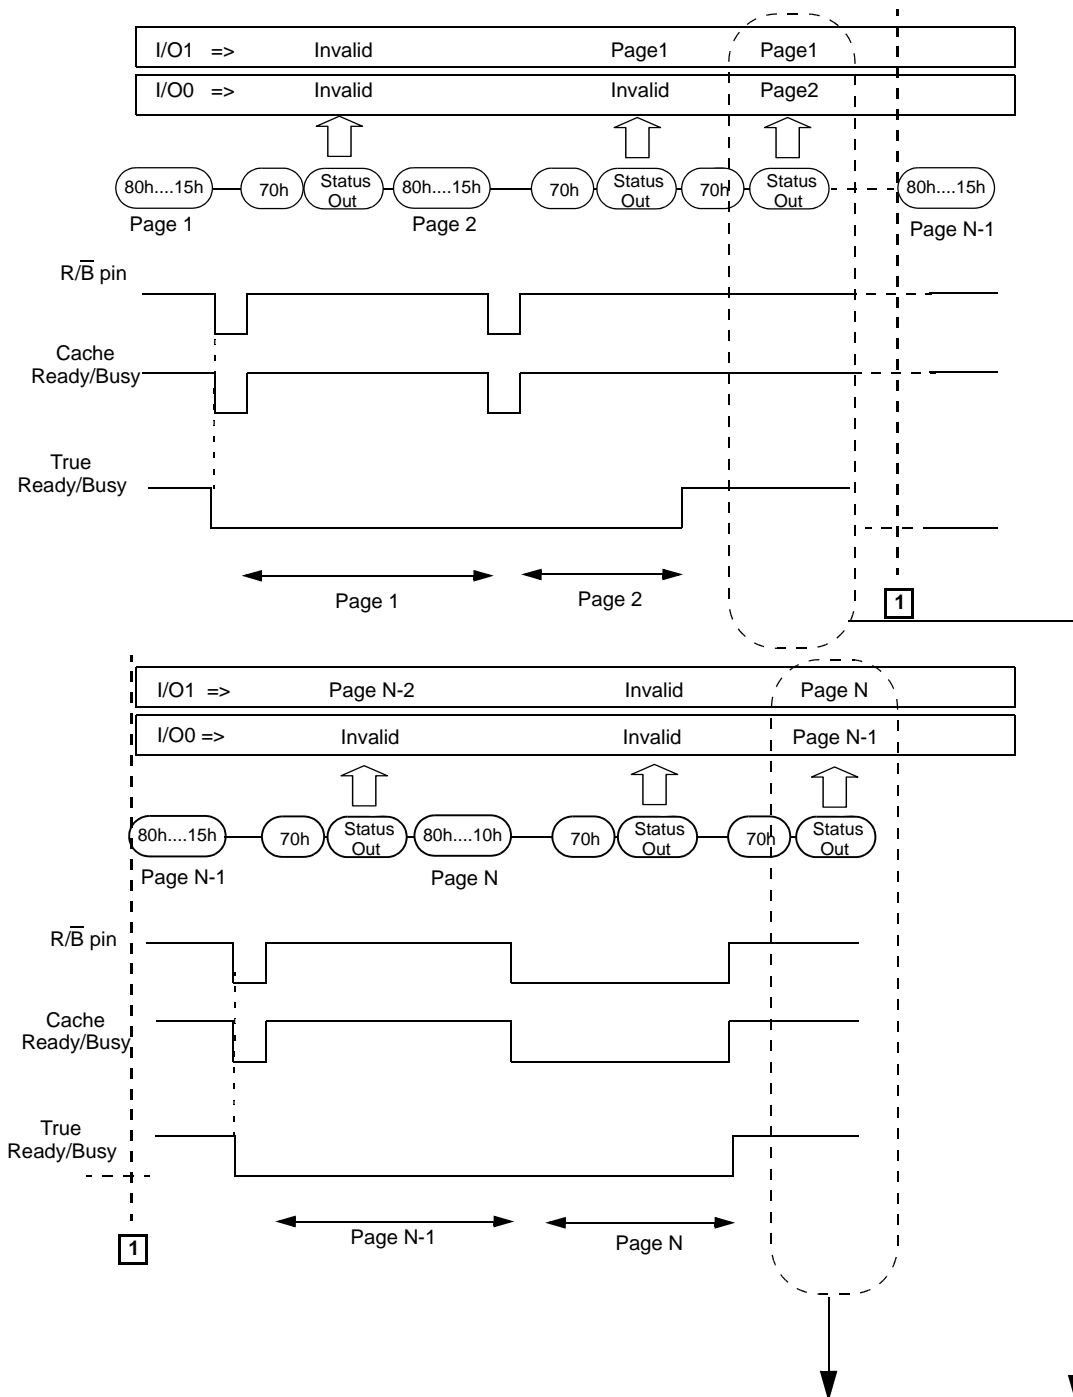 I/O1 => Invalid Page1 Page1
I/O0 => Invalid Invalid Page2
80h....15h 70h Status Out 80h....15h 70h Status Out 70h Status Out 80h....15h
Page 1 Page 2 Page N-1
R/B̅ pin
Cache
Ready/Busy
True
Ready/Busy
Page 1 Page 2
1
I/O1 => Page N-2 Invalid Page N
I/O0 => Invalid Invalid Page N-1
80h....15h 70h Status Out 80h....10h 70h Status Out 70h Status Out
Page N-1 Page N
R/B̅ pin
Cache
Ready/Busy
True
Ready/Busy
Page N-1 Page N
1